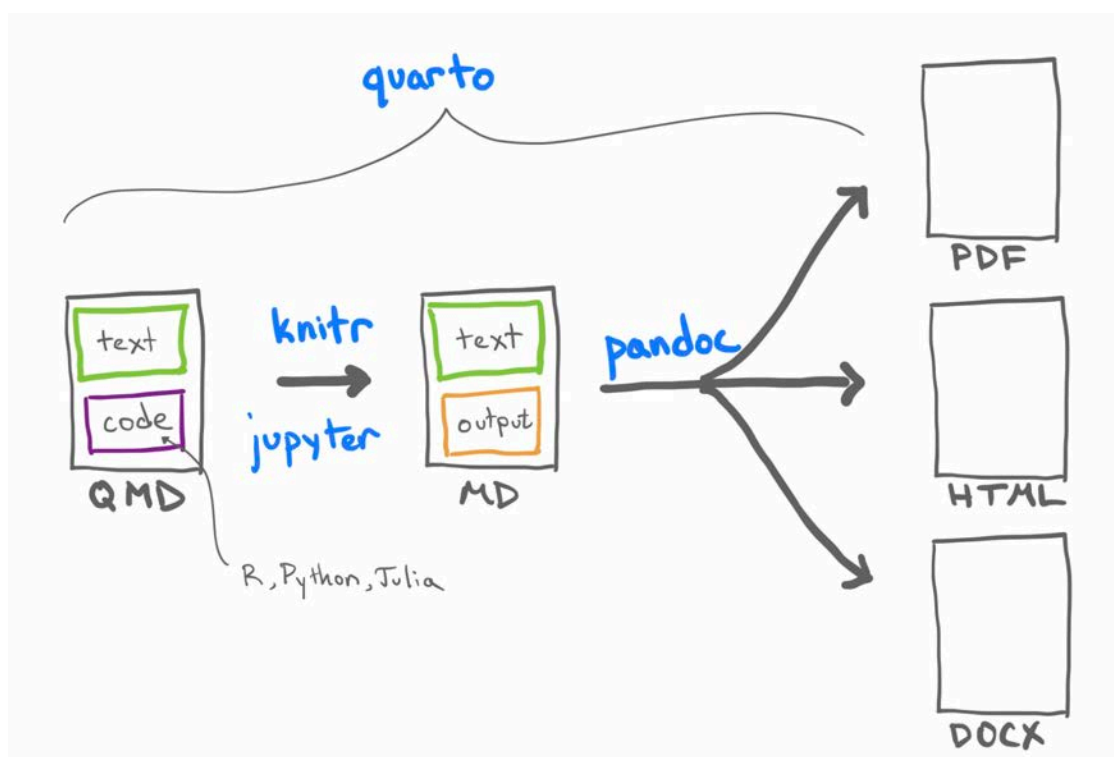 quarto
text
code
QMD
R, Python, Julia
knitr
jupyter
text
output
MD
pandoc
PDF
HTML
DOCX